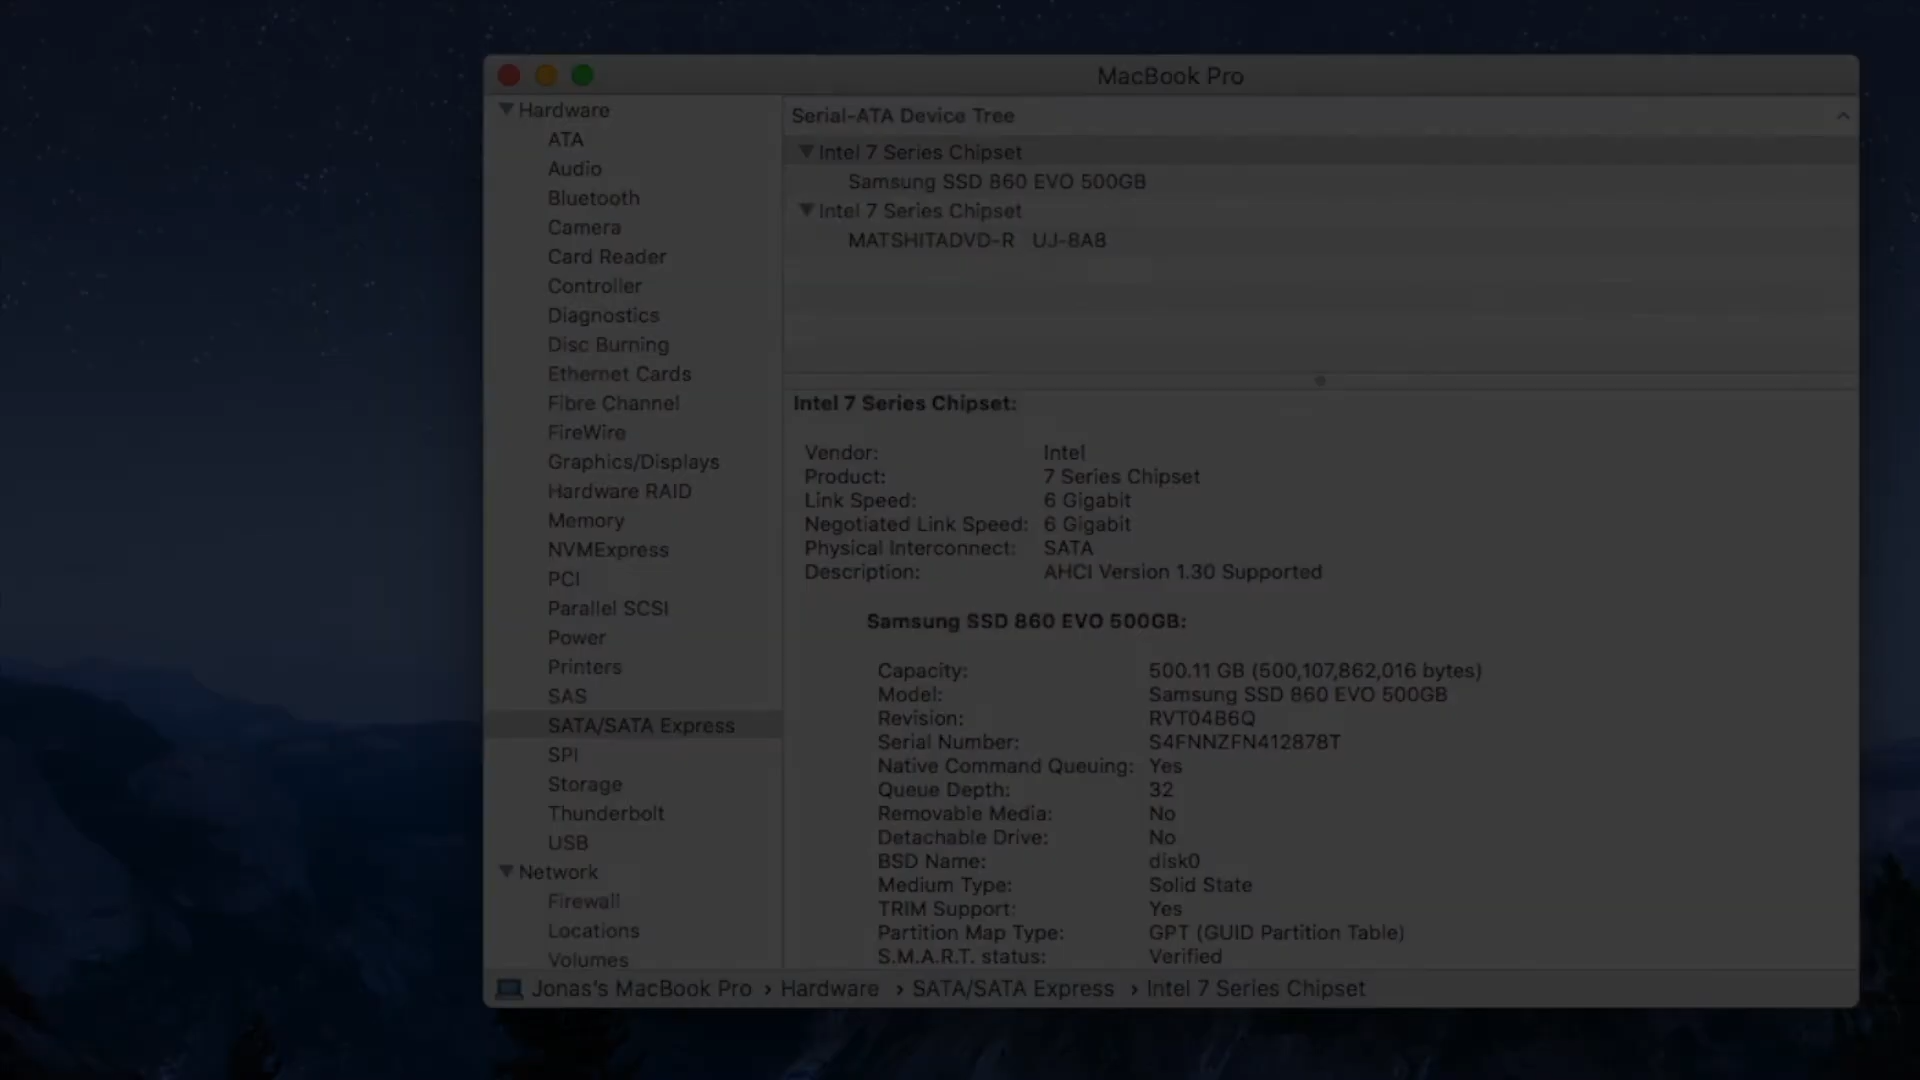 MacBook Pro
Hardware
ATA
Audio
Bluetooth
Camera
Card Reader
Controller
Diagnostics
Disc Burning
Ethernet Cards
Fibre Channel
FireWire
Graphics/Displays
Hardware RAID
Memory
NVMExpress
PCI
Parallel SCSI
Power
Printers
SAS
SATA/SATA Express
SPI
Storage
Thunderbolt
USB
Network
Firewall
Locations
Volumes
Serial-ATA Device Tree
Intel 7 Series Chipset
Samsung SSD 860 EVO 500GB
Intel 7 Series Chipset
MATSHITADVD-R UJ-8A8
Intel 7 Series Chipset:
Vendor: Intel
Product: 7 Series Chipset
Link Speed: 6 Gigabit
Negotiated Link Speed: 6 Gigabit
Physical Interconnect: SATA
Description: AHCI Version 1.30 Supported
Samsung SSD 860 EVO 500GB:
Capacity: 500.11 GB (500,107,862,016 bytes)
Model: Samsung SSD 860 EVO 500GB
Revision: RVT04B6Q
Serial Number: S4FNNZFN412878T
Native Command Queuing: Yes
Queue Depth: 32
Removable Media: No
Detachable Drive: No
BSD Name: disk0
Medium Type: Solid State
TRIM Support: Yes
Partition Map Type: GPT (GUID Partition Table)
S.M.A.R.T. status: Verified
Jonas's MacBook Pro › Hardware › SATA/SATA Express › Intel 7 Series Chipset